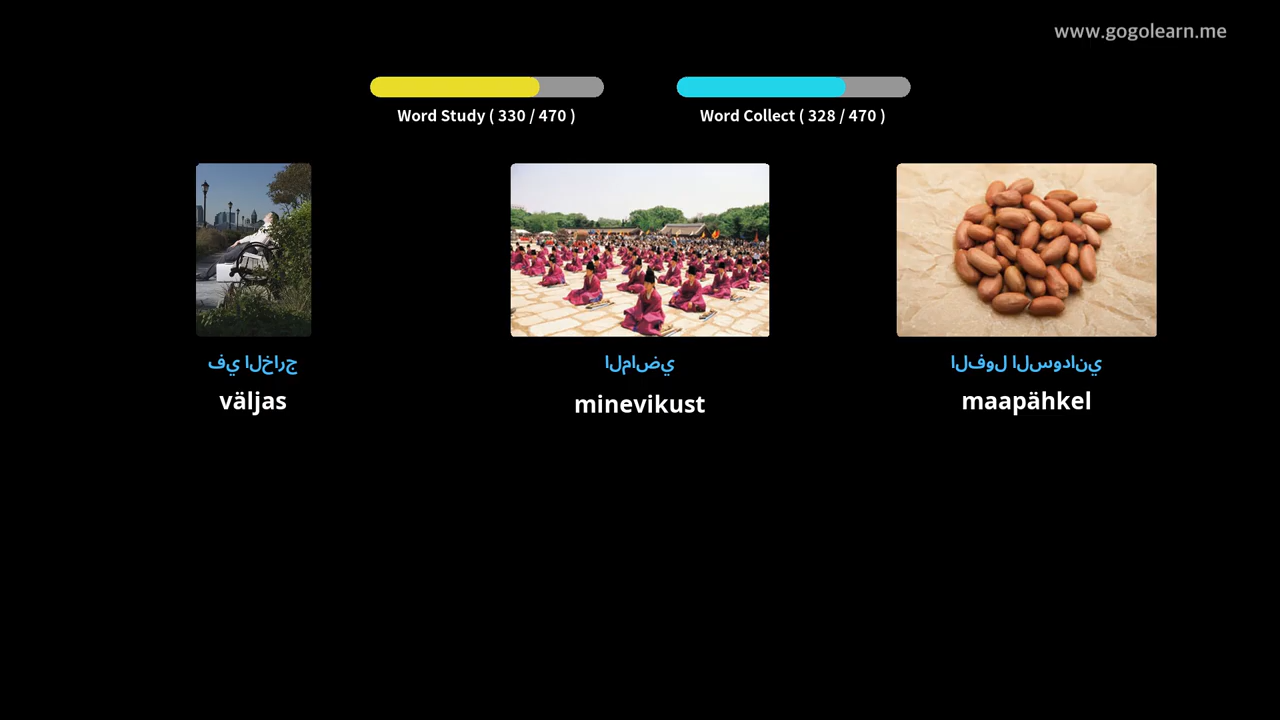 www.gogolearn.me
Word Study ( 330 / 470 )
Word Collect ( 328 / 470 )
في الخارج
الماضي
الفول السوداني
väljas
minevikust
maapähkel